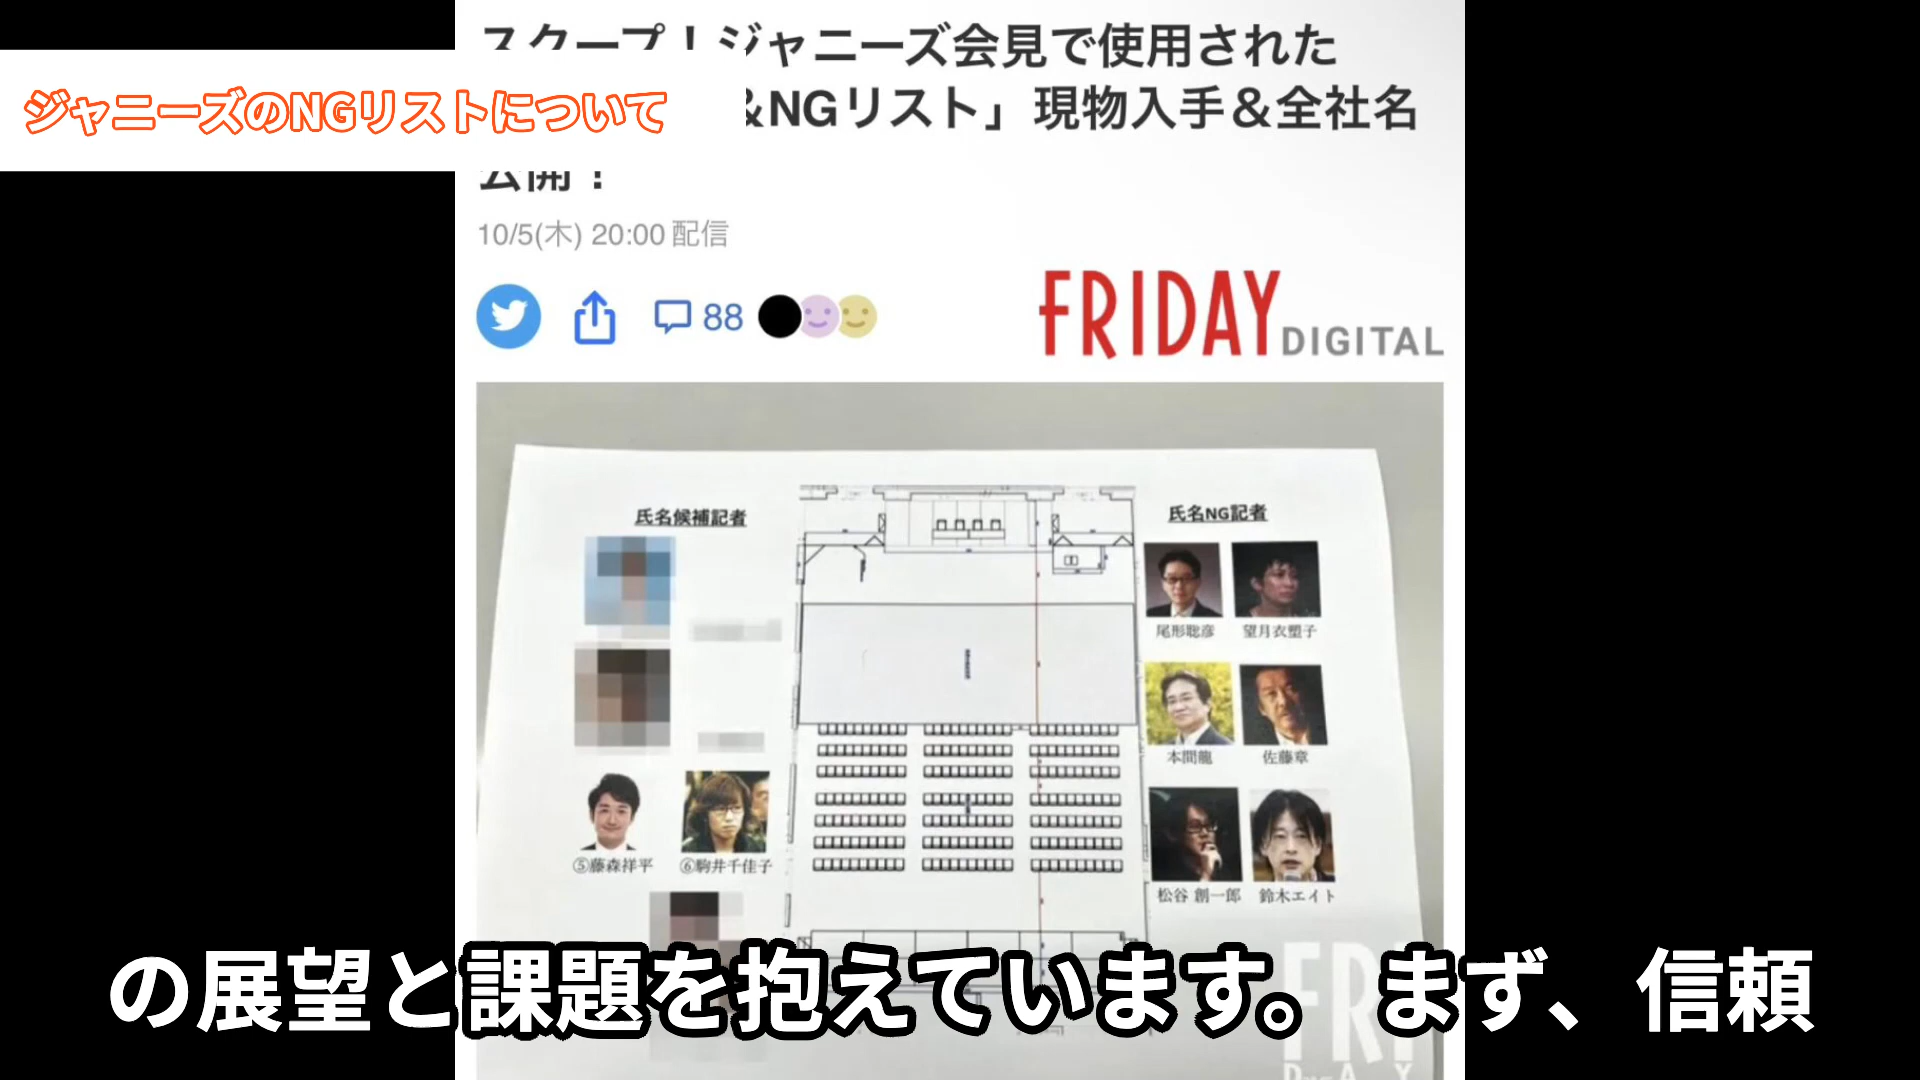 スクープ！ジャニーズ会見で使用された
&NGリスト」現物入手＆全社名
公開！
ジャニーズのNGリストについて
10/5(木) 20:00 配信
88
FRIDAY DIGITAL
氏名候補記者
氏名NG記者
尾形聡彦 望月衣塑子
本間龍 佐藤章
⑤藤森祥平 ⑥駒井千佳子
松谷 創一郎 鈴木エイト
の展望と課題を抱えています。 まず、信頼